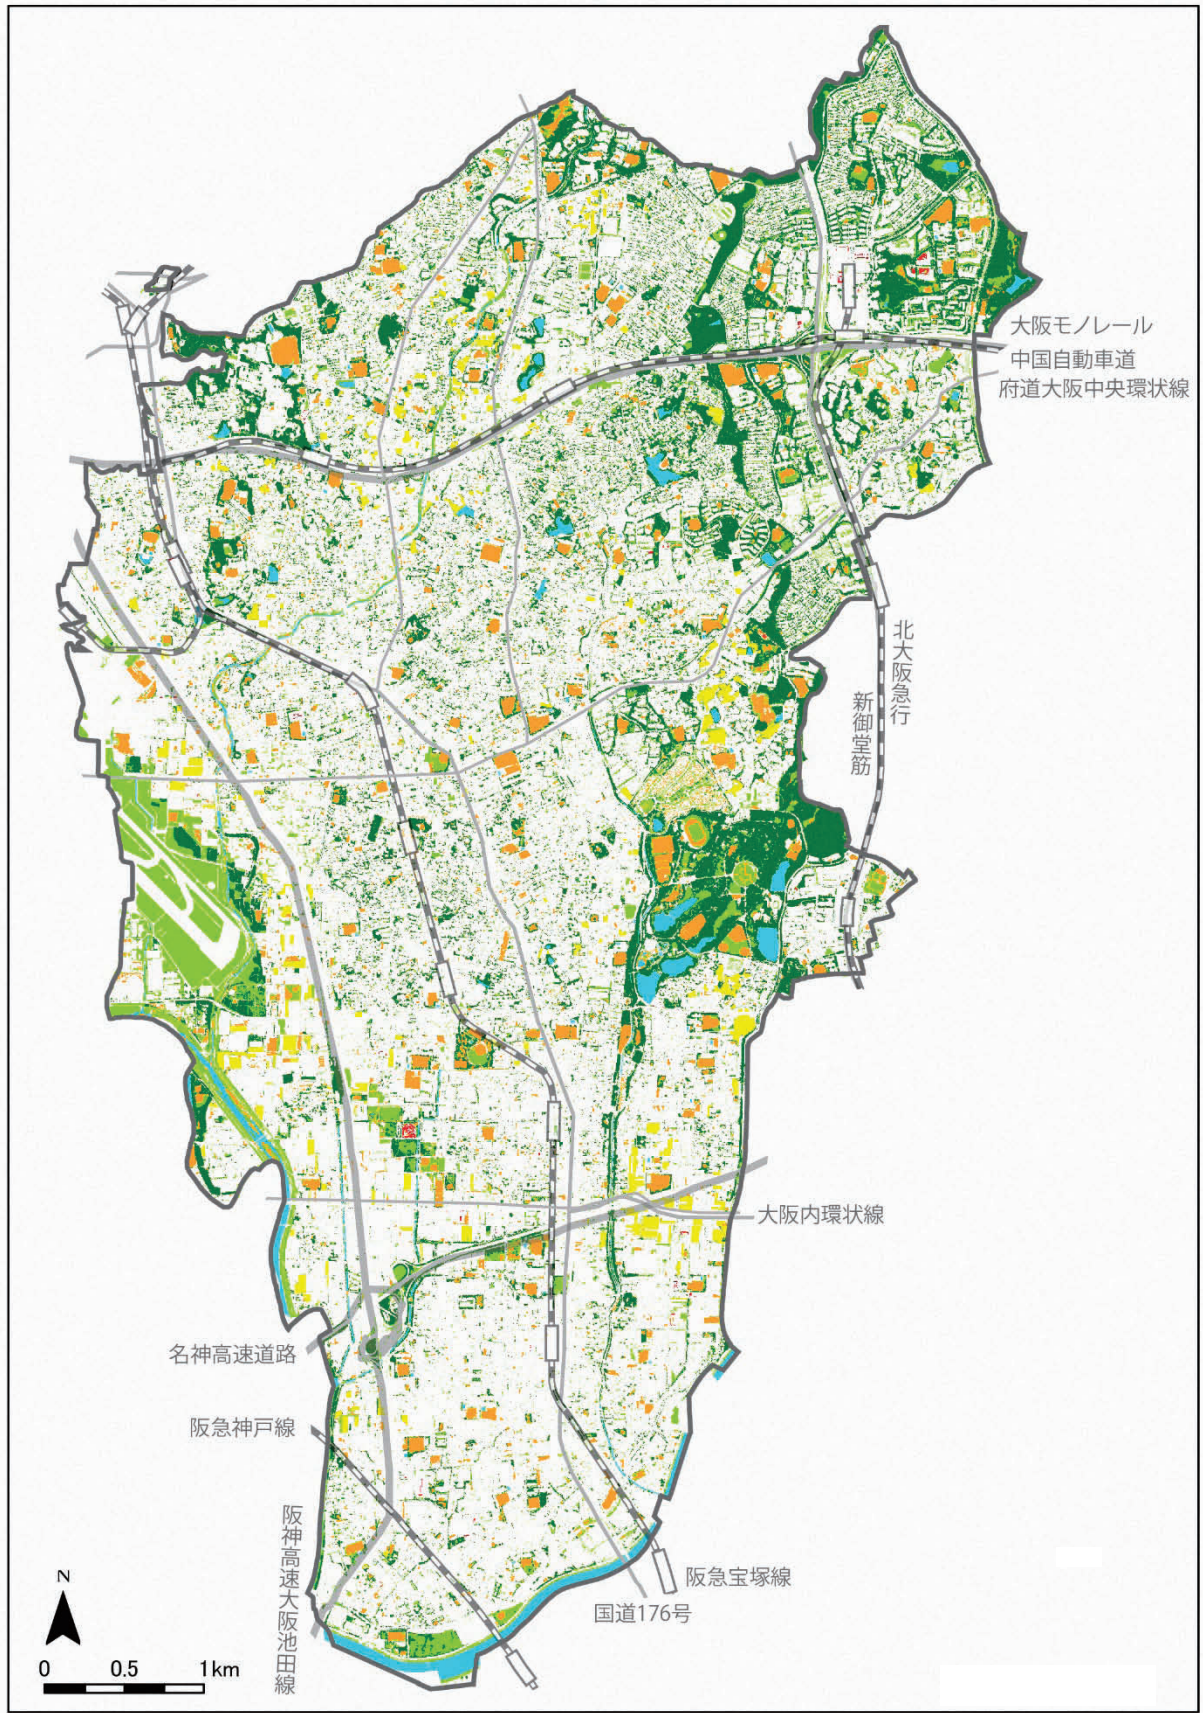 大阪モノレール
中国自動車道
府道大阪中央環状線
北大阪急行
新御堂筋
大阪内環状線
名神高速道路
阪急神戸線
阪神高速大阪池田線
阪急宝塚線
国道176号
N
0 0.5 1km